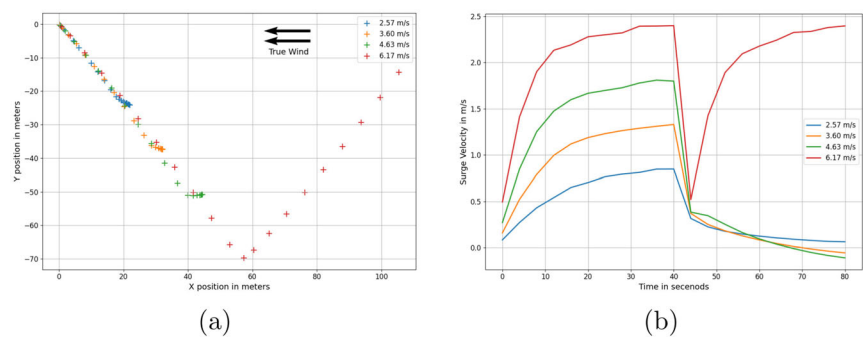 0
-10
-20
-30
-40
-50
-60
-70
Y position in meters
0 20 40 60 80 100
X position in meters
True Wind
2.57 m/s
3.60 m/s
4.63 m/s
6.17 m/s
(a)
2.5
2.0
1.5
1.0
0.5
0.0
Surge Velocity in m/s
0 10 20 30 40 50 60 70 80
Time in secenods
2.57 m/s
3.60 m/s
4.63 m/s
6.17 m/s
(b)